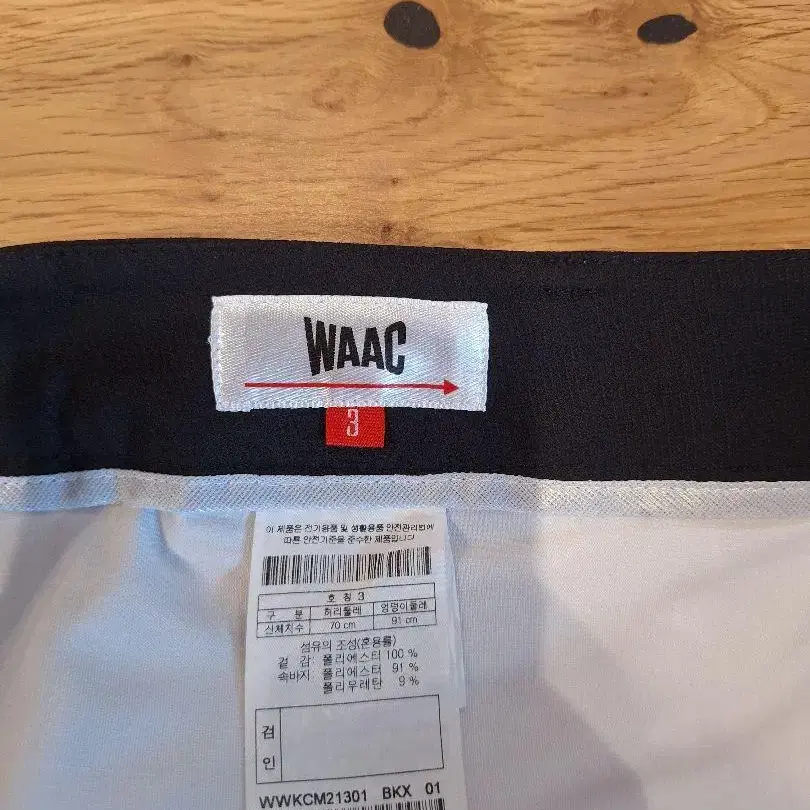 WAAC
3
이 제품은 전기용품 및 생활용품 안전관리법에
따른 안전기준을 준수한 제품입니다
호 칭 3
구 분 허리둘레 엉덩이둘레
신체치수 70 cm 91 cm
섬유의 조성(혼용률)
겉 감: 폴리에스터 100 %
속바지: 폴리에스터 91 %
폴리우레탄 9 %
검
인
WWKCM21301 BKX 01